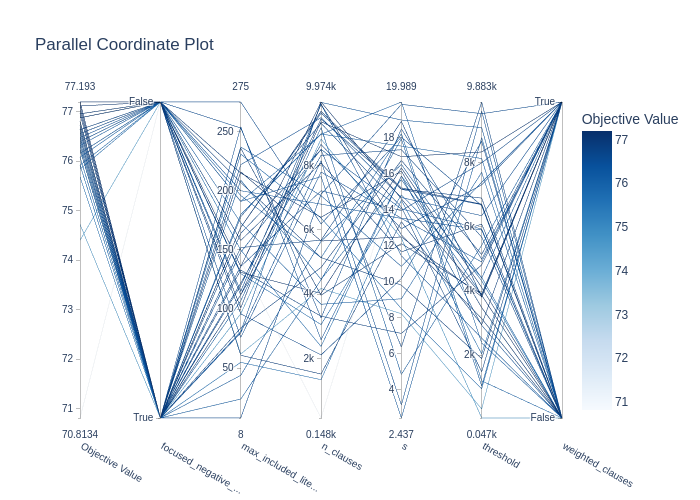 Parallel Coordinate Plot
77.193 275 9.974k 19.989 9.883k
Objective Value
77
76
75
74
73
72
71
False
True
250
200
150
100
50
8k
6k
4k
2k
18
16
14
12
10
8
6
4
8k
6k
4k
2k
True
False
77
76
75
74
73
72
71
70.8134 8 0.148k 2.437 0.047k
Objective Value
focused_negative_...
max_included_lite...
n_clauses
s
threshold
weighted_clauses